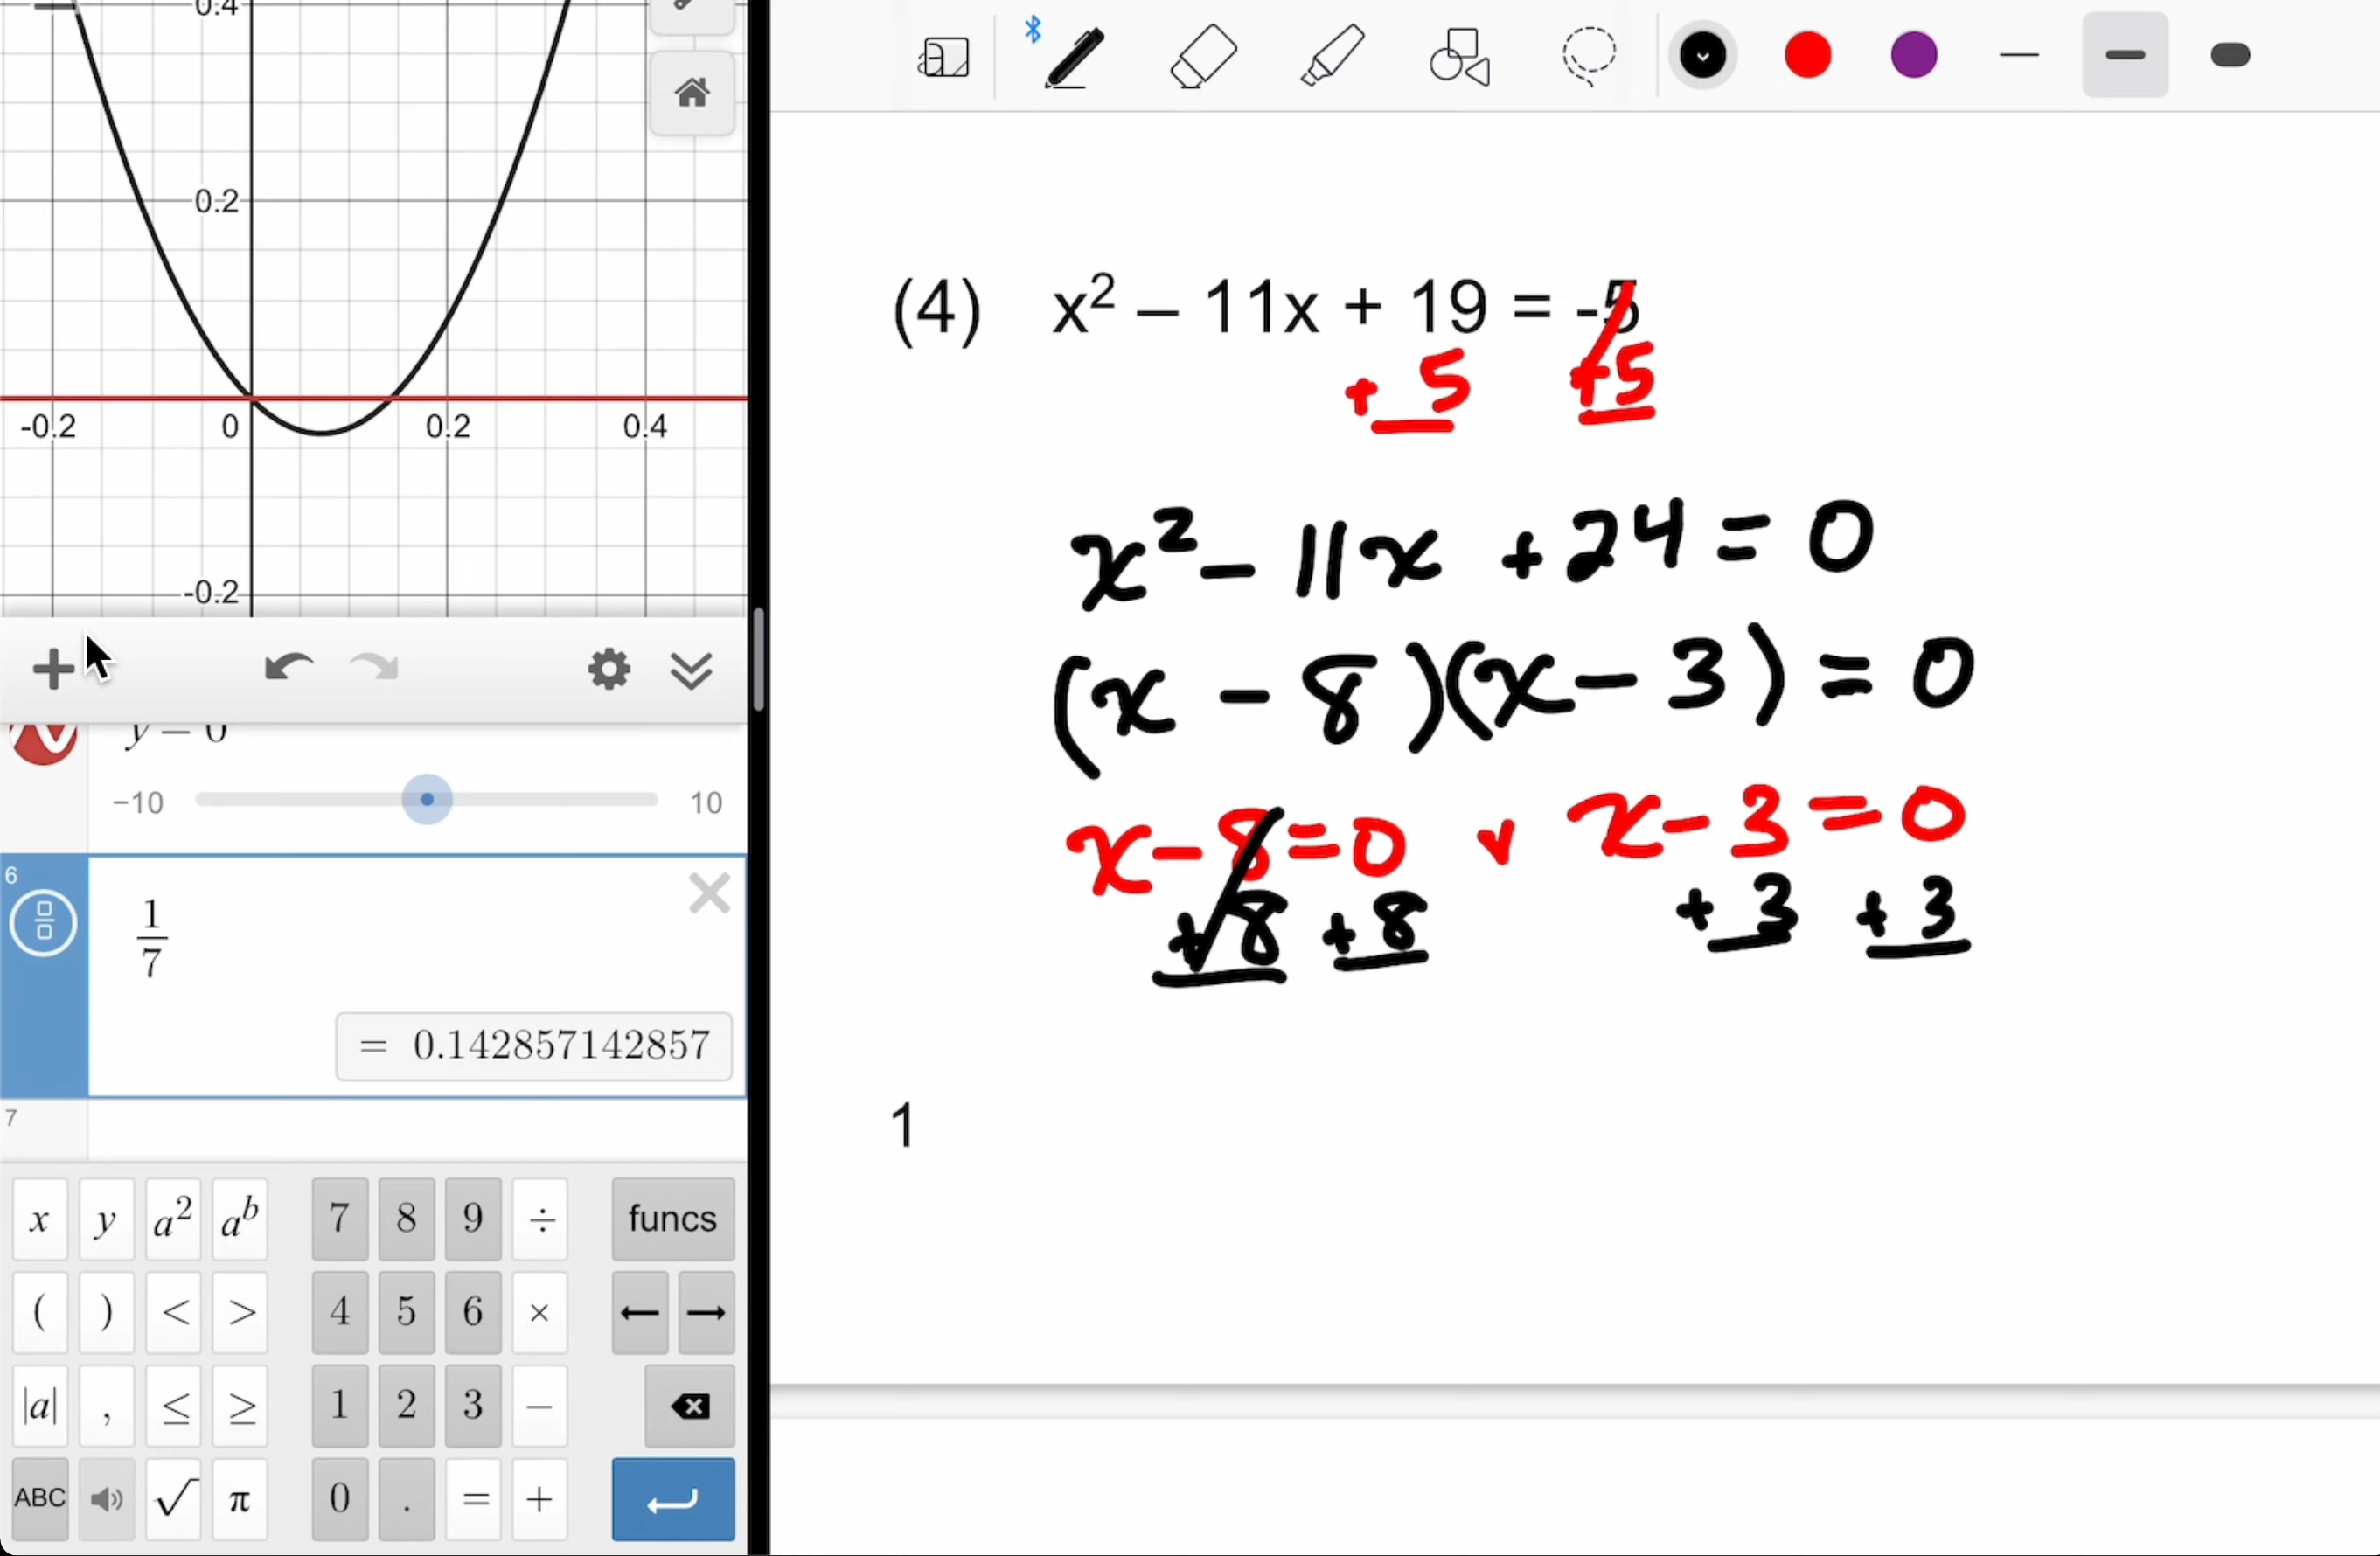 0.4
0.2
-0.2
0
0.2
0.4
-0.2
y = 0
−10
10
6
1
7
= 0.142857142857
7
x y a² aᵇ 7 8 9 ÷ funcs
( ) < > 4 5 6 × ← →
|a| , ≤ ≥ 1 2 3 −
ABC √ π 0 . = +
a
(4) x² – 11x + 19 = -5
+ 5 +5
x² − 11x + 24 = 0
(x − 8)(x − 3) = 0
x − 8 = 0 v x − 3 = 0
+ 8 + 8 + 3 + 3
1